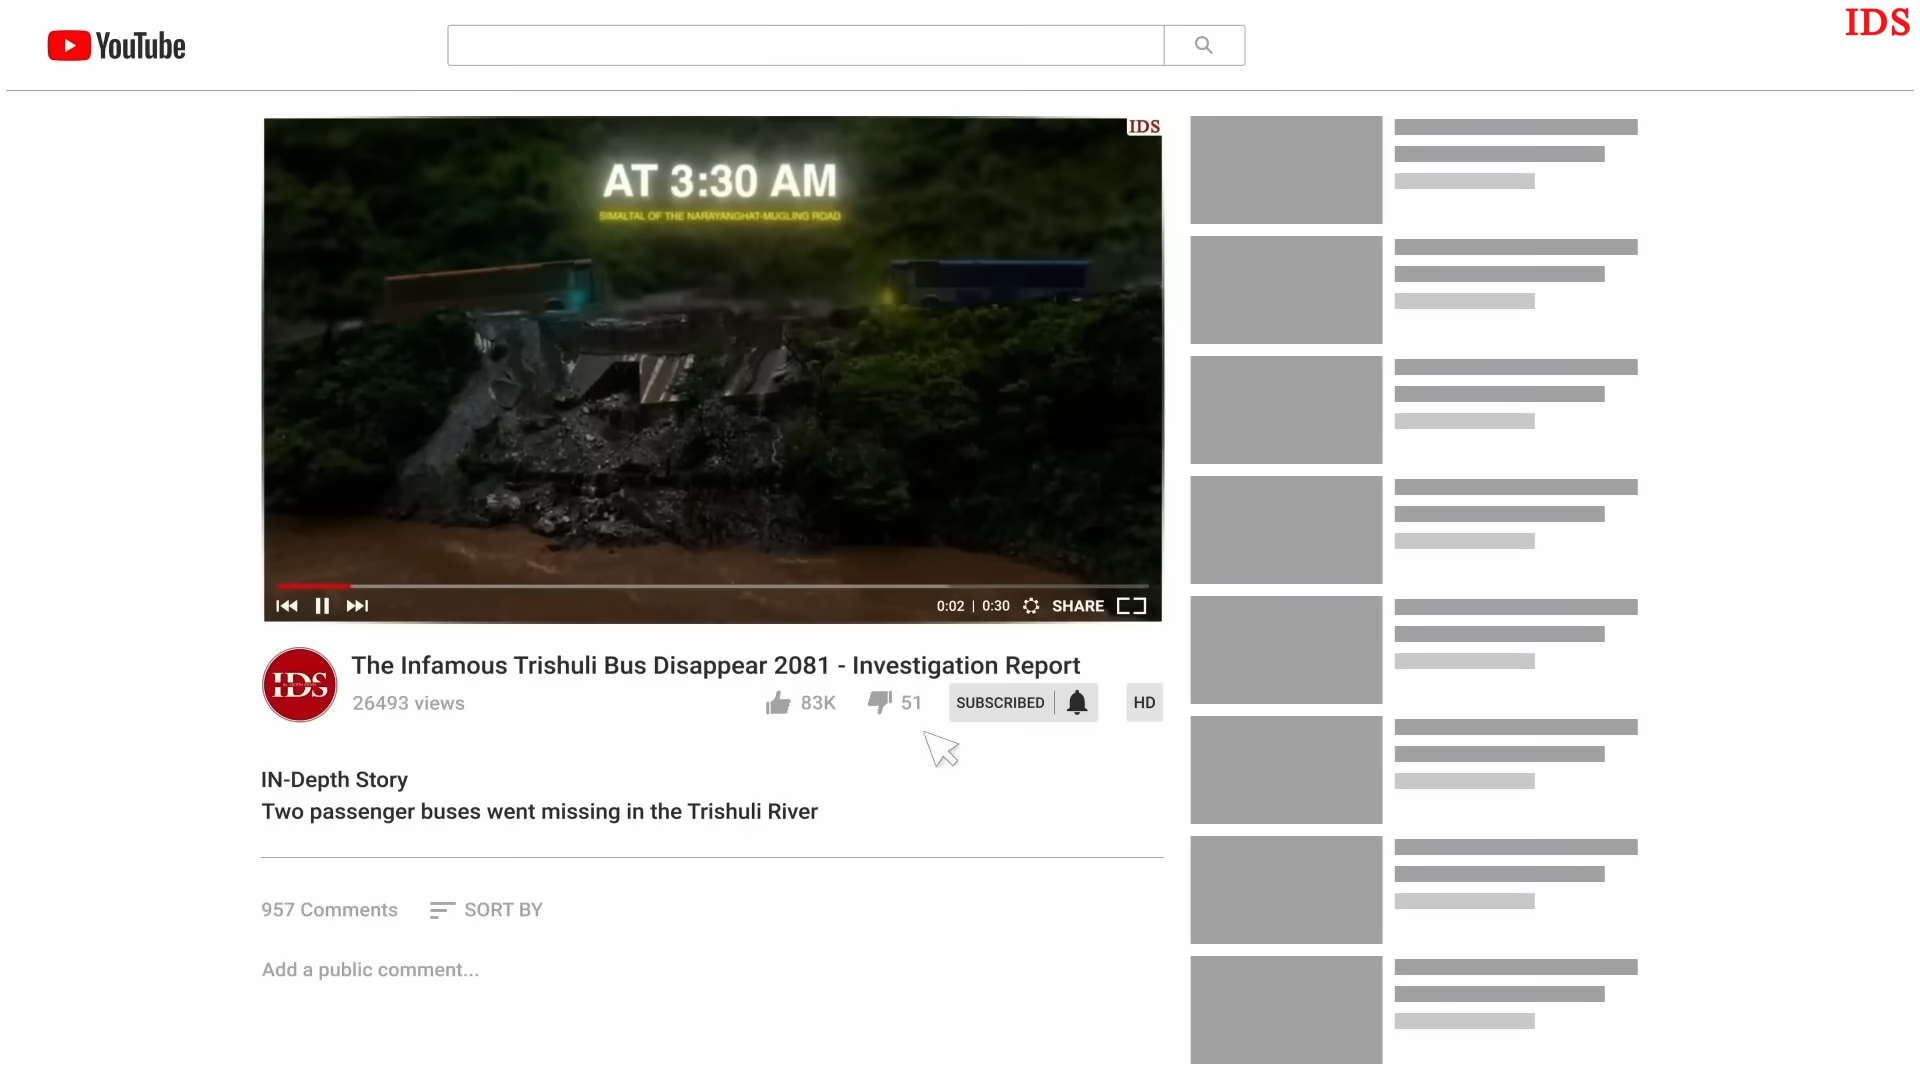 YouTube
IDS
IDS
AT 3:30 AM
SIMALTAL OF THE NARAYANGHAT-MUGLING ROAD
0:02 | 0:30
SHARE
IDS
The Infamous Trishuli Bus Disappear 2081 - Investigation Report
26493 views
83K
51
SUBSCRIBED
HD
IN-Depth Story
Two passenger buses went missing in the Trishuli River
957 Comments
SORT BY
Add a public comment...